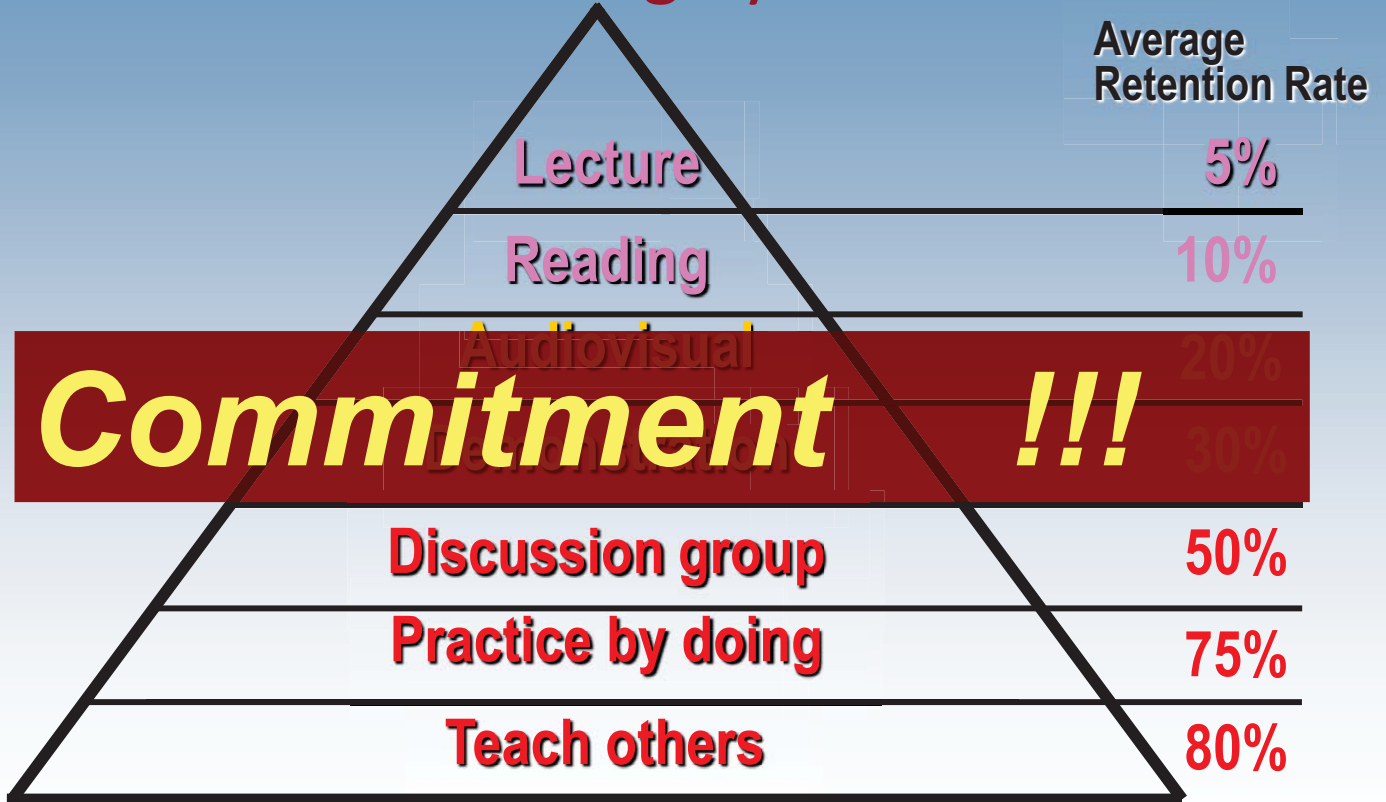 Average
Retention Rate
Lecture 5%
Reading 10%
Audiovisual 20%
Demonstration 30%
Commitment !!!
Discussion group 50%
Practice by doing 75%
Teach others 80%